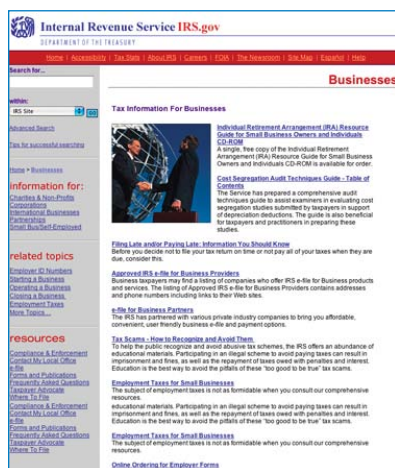 Internal Revenue Service IRS.gov
DEPARTMENT OF THE TREASURY
Home | Accessibility | Tax Stats | About IRS | Careers | FOIA | The Newsroom | Site Map | Español | Help
Search for...
within:
IRS Site
GO
Advanced Search
Tips for successful searching
Home > Businesses
information for:
Charities & Non-Profits
Corporations
International Businesses
Partnerships
Small Bus/Self-Employed
related topics
Employer ID Numbers
Starting a Business
Operating a Business
Closing a Business
Employment Taxes
More Topics...
resources
Compliance & Enforcement
Contact My Local Office
e-file
Forms and Publications
Frequently Asked Questions
Taxpayer Advocate
Where To File
Compliance & Enforcement
Contact My Local Office
e-file
Forms and Publications
Frequently Asked Questions
Taxpayer Advocate
Where To File
Businesses
Tax Information For Businesses
Individual Retirement Arrangement (IRA) Resource
Guide for Small Business Owners and Individuals
CD-ROM
A single, free copy of the Individual Retirement
Arrangement (IRA) Resource Guide for Small Business
Owners and Individuals CD-ROM is available for order.
Cost Segregation Audit Techniques Guide - Table of
Contents
The Service has prepared a comprehensive audit
techniques guide to assist examiners in evaluating cost
segregation studies submitted by taxpayers in support
of depreciation deductions. The guide is also beneficial
for taxpayers and practitioners in preparing these
studies.
Filing Late and/or Paying Late: Information You Should Know
Before you decide not to file your tax return on time or not pay all of your taxes when they are
due, consider this.
Approved IRS e-file for Business Providers
Business taxpayers may find a listing of companies who offer IRS e-file for Business products
and services. The listing of Approved IRS e-file for Business Providers contains addresses
and phone numbers including links to their Web sites.
e-file for Business Partners
The IRS has partnered with various private industry companies to bring you affordable,
convenient, user friendly business e-file and payment options.
Tax Scams - How to Recognize and Avoid Them
To help the public recognize and avoid abusive tax schemes, the IRS offers an abundance of
educational materials. Participating in an illegal scheme to avoid paying taxes can result in
imprisonment and fines, as well as the repayment of taxes owed with penalties and interest.
Education is the best way to avoid the pitfalls of these "too good to be true" tax scams.
Employment Taxes for Small Businesses
The subject of employment taxes is not as formidable when you consult our comprehensive
resources.
educational materials. Participating in an illegal scheme to avoid paying taxes can result in
imprisonment and fines, as well as the repayment of taxes owed with penalties and interest.
Education is the best way to avoid the pitfalls of these "too good to be true" tax scams.
Employment Taxes for Small Businesses
The subject of employment taxes is not as formidable when you consult our comprehensive
resources.
Online Ordering for Employer Forms